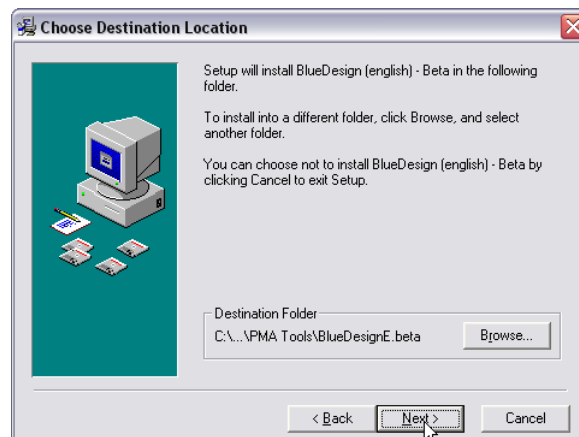 Choose Destination Location
Setup will install BlueDesign (english) - Beta in the following
folder.
To install into a different folder, click Browse, and select
another folder.
You can choose not to install BlueDesign (english) - Beta by
clicking Cancel to exit Setup.
Destination Folder
C:\...\PMA Tools\BlueDesignE.beta
Browse...
< Back
Next >
Cancel